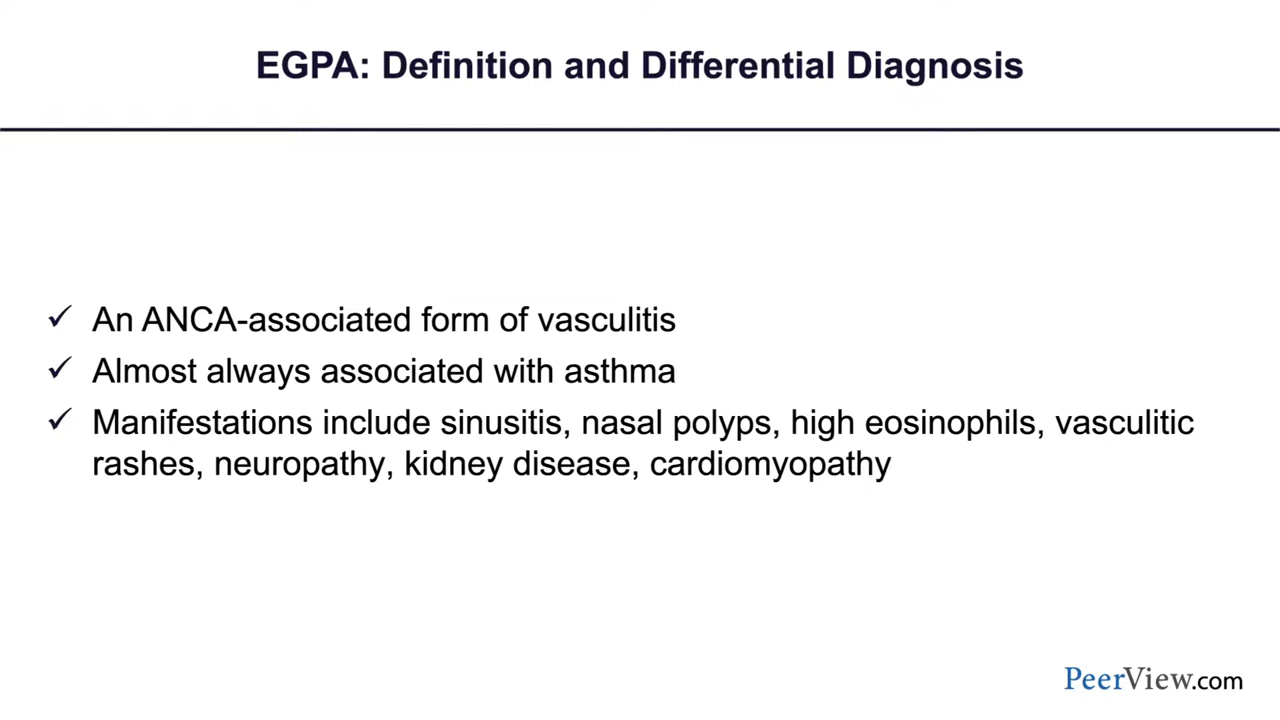 EGPA: Definition and Differential Diagnosis
✓ An ANCA-associated form of vasculitis
✓ Almost always associated with asthma
✓ Manifestations include sinusitis, nasal polyps, high eosinophils, vasculitic
rashes, neuropathy, kidney disease, cardiomyopathy
PeerView.com